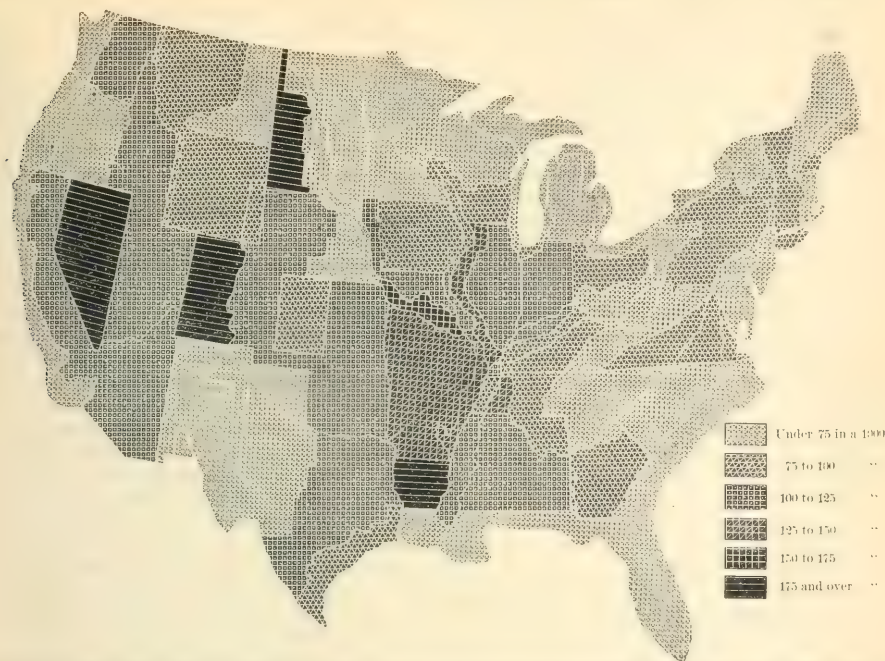 Under 75 in a 1000
75 to 100 "
100 to 125 "
125 to 150 "
150 to 175 "
175 and over "